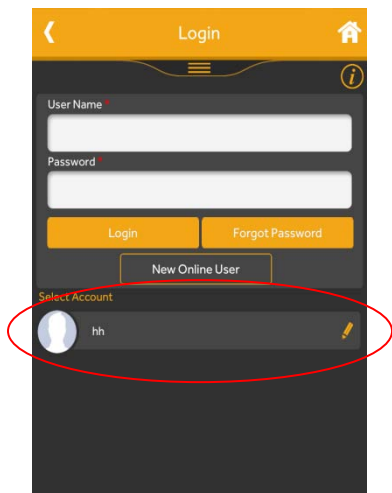 Login
i
User Name *
Password *
Login Forgot Password
New Online User
Select Account
hh